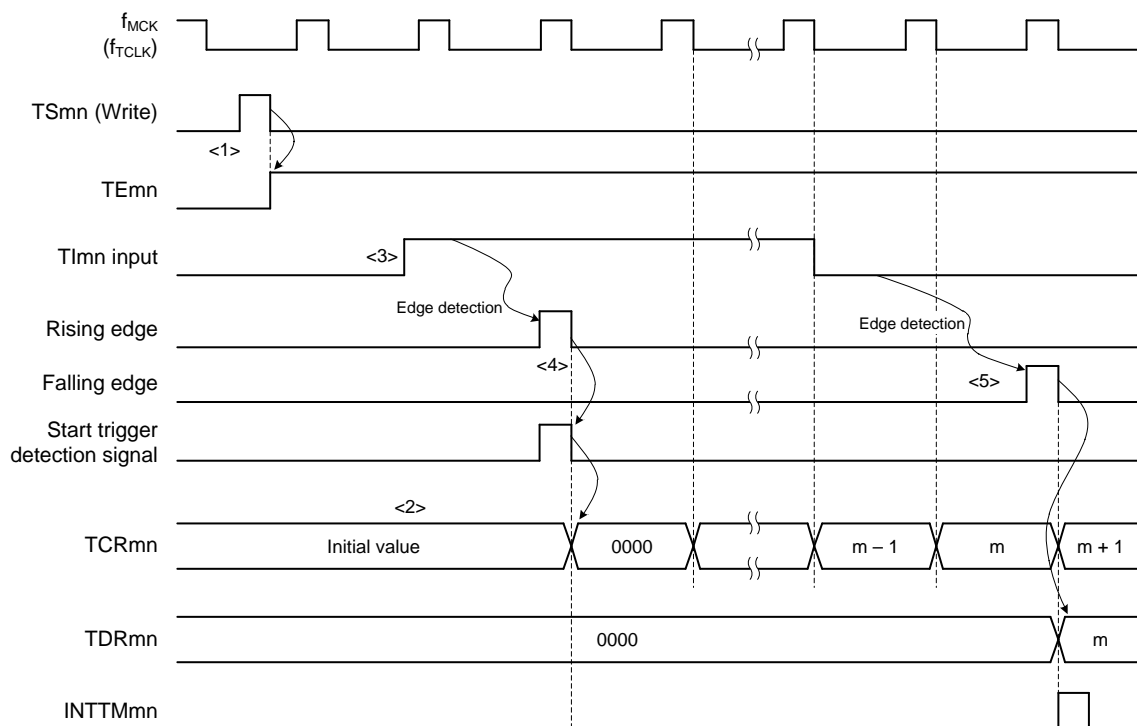 fMCK
(fTCLK)
TSmn (Write)
<1>
TEmn
TImn input
<3>
Edge detection
Edge detection
Rising edge
<4>
Falling edge
<5>
Start trigger
detection signal
<2>
TCRmn
Initial value
0000
m – 1
m
m + 1
TDRmn
0000
m
INTTMmn